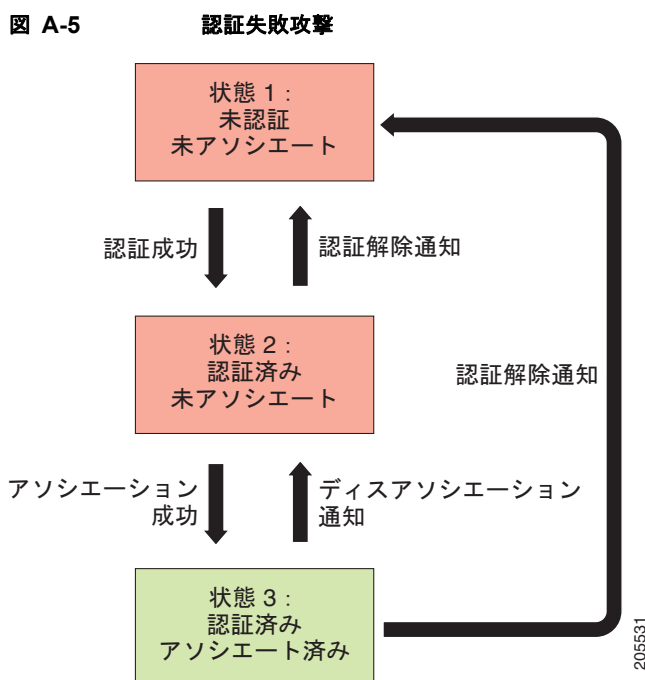 図 A-5 認証失敗攻撃
状態 1：
未認証
未アソシエート
認証成功
認証解除通知
状態 2：
認証済み
未アソシエート
認証解除通知
アソシエーション
成功
ディスアソシエーション
通知
状態 3：
認証済み
アソシエート済み
205531